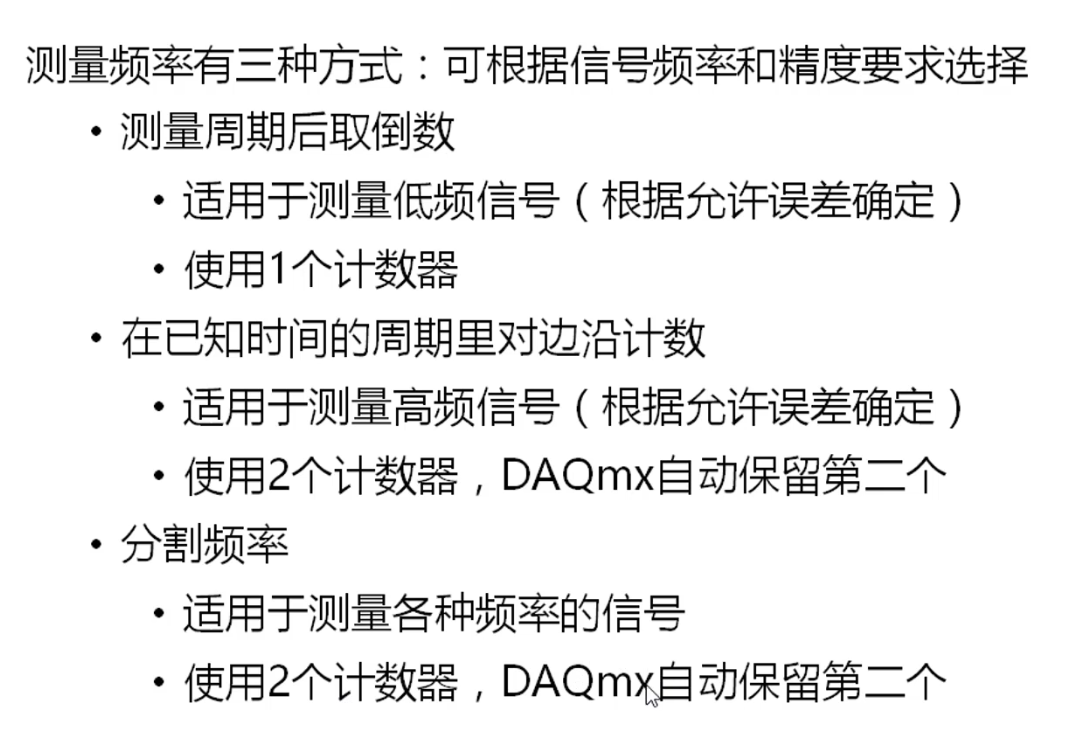 测量频率有三种方式：可根据信号频率和精度要求选择
• 测量周期后取倒数
• 适用于测量低频信号（根据允许误差确定）
• 使用1个计数器
• 在已知时间的周期里对边沿计数
• 适用于测量高频信号（根据允许误差确定）
• 使用2个计数器，DAQmx自动保留第二个
• 分割频率
• 适用于测量各种频率的信号
• 使用2个计数器，DAQmx自动保留第二个